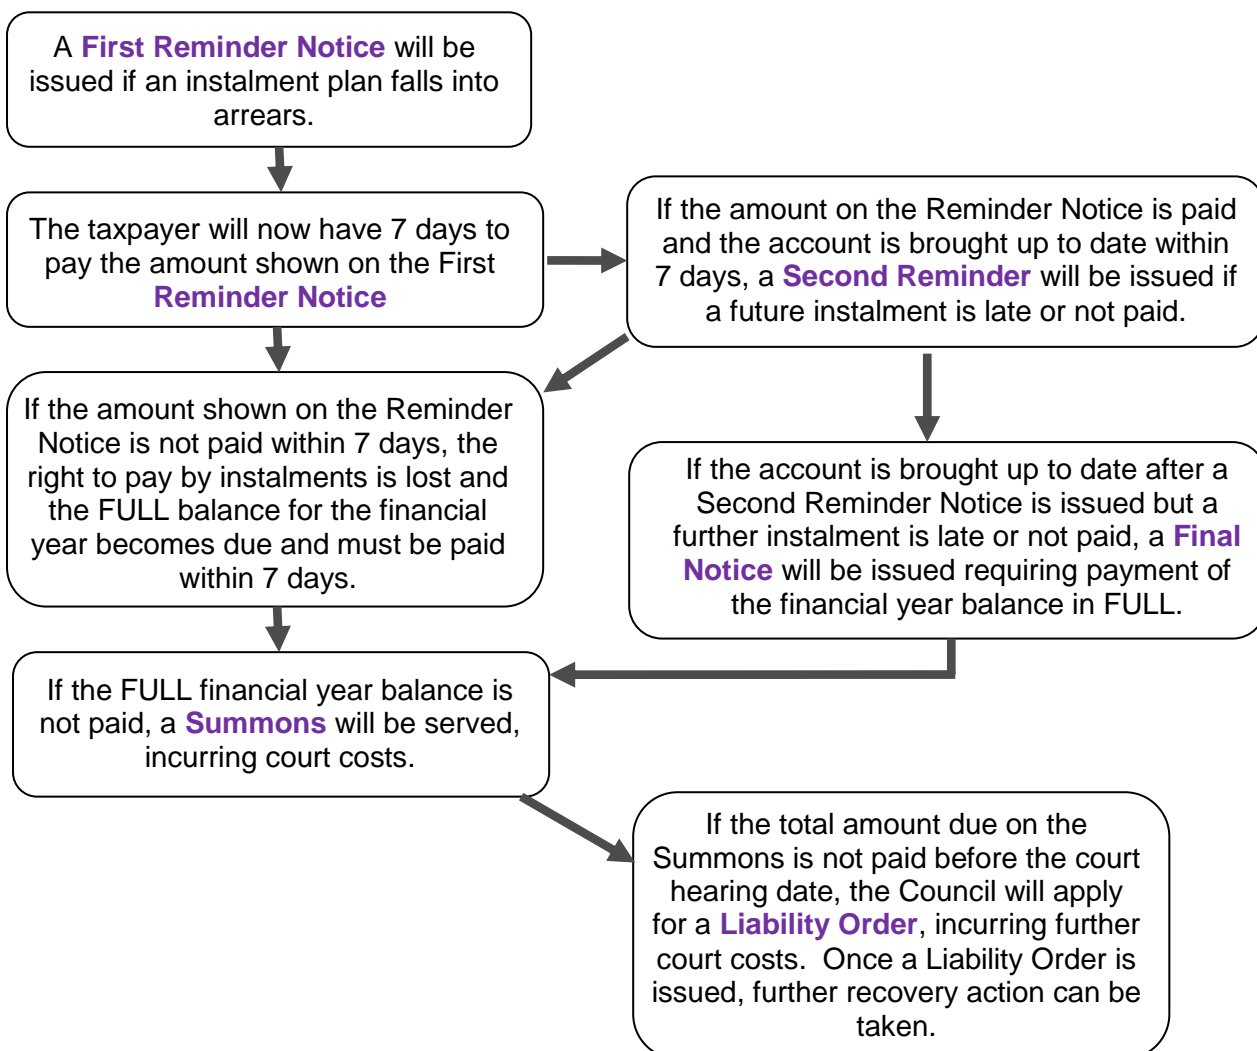 A First Reminder Notice will be
issued if an instalment plan falls into
arrears.
The taxpayer will now have 7 days to
pay the amount shown on the First
Reminder Notice
If the amount on the Reminder Notice is paid
and the account is brought up to date within
7 days, a Second Reminder will be issued if
a future instalment is late or not paid.
If the amount shown on the Reminder
Notice is not paid within 7 days, the
right to pay by instalments is lost and
the FULL balance for the financial
year becomes due and must be paid
within 7 days.
If the account is brought up to date after a
Second Reminder Notice is issued but a
further instalment is late or not paid, a Final
Notice will be issued requiring payment of
the financial year balance in FULL.
If the FULL financial year balance is
not paid, a Summons will be served,
incurring court costs.
If the total amount due on the
Summons is not paid before the court
hearing date, the Council will apply
for a Liability Order, incurring further
court costs.  Once a Liability Order is
issued, further recovery action can be
taken.